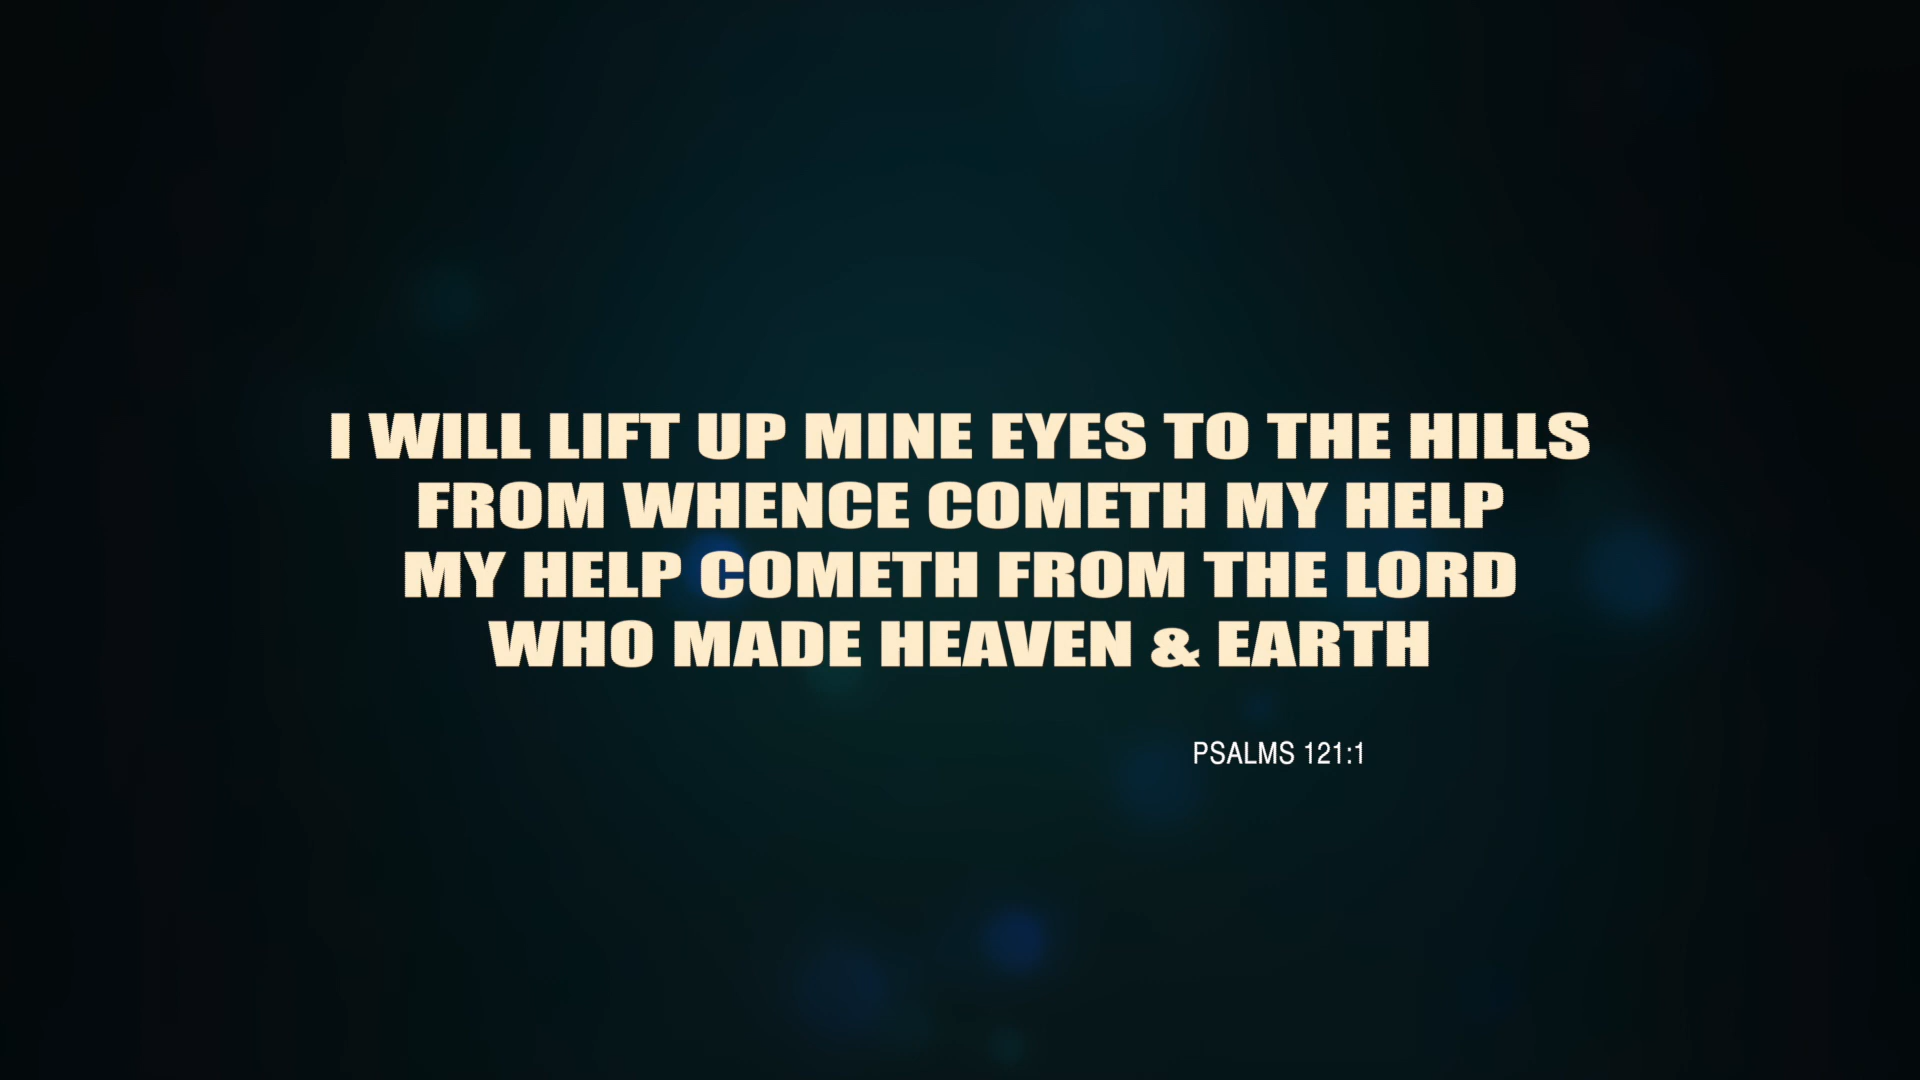 I WILL LIFT UP MINE EYES TO THE HILLS
FROM WHENCE COMETH MY HELP
MY HELP COMETH FROM THE LORD
WHO MADE HEAVEN & EARTH
PSALMS 121:1